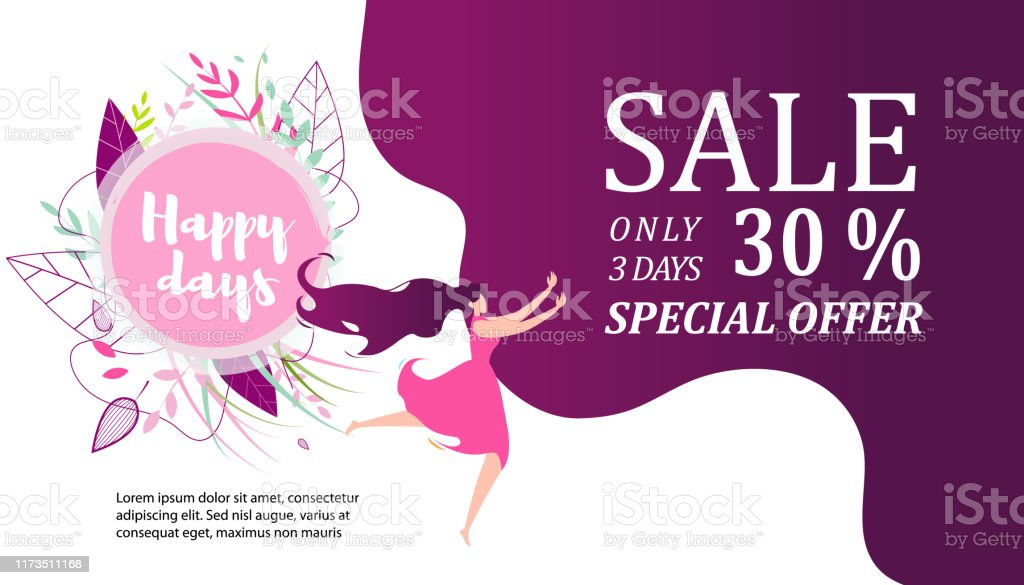 Happy
days
SALE
ONLY
3 DAYS
30 %
SPECIAL OFFER
Lorem ipsum dolor sit amet, consectetur
adipiscing elit. Sed nisl augue, varius at
consequat eget, maximus non mauris
iStock
by Getty Images™
1173511168